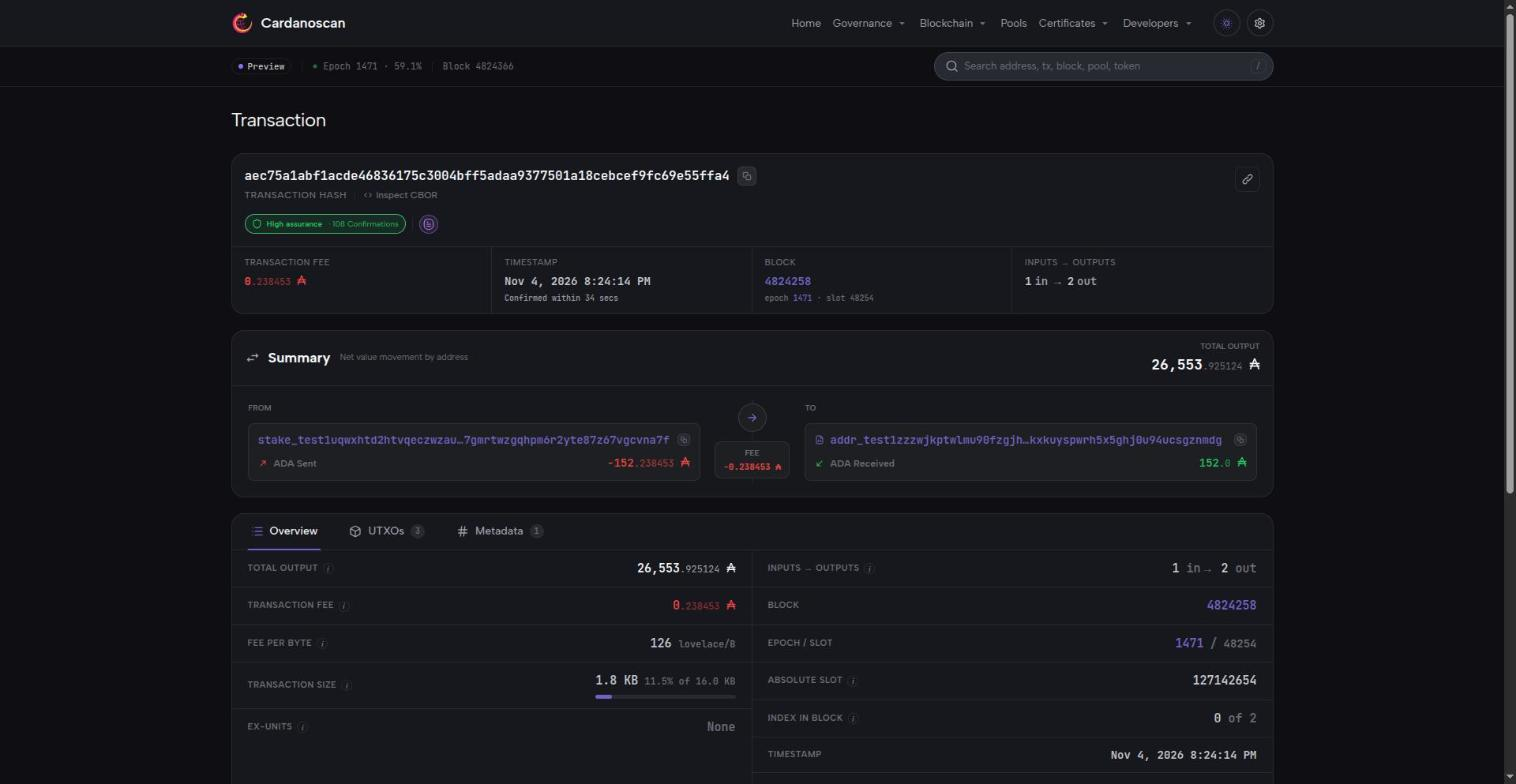 Cardanoscan
Home Governance Blockchain Pools Certificates Developers
Preview Epoch 1471 · 59.1% Block 4824366
Search address, tx, block, pool, token /
Transaction
aec75a1abf1acde46836175c3004bff5adaa9377501a18cebcef9fc69e55ffa4
TRANSACTION HASH <> Inspect CBOR
High assurance · 108 Confirmations
TRANSACTION FEE
0.238453 ₳
TIMESTAMP
Nov 4, 2026 8:24:14 PM
Confirmed within 34 secs
BLOCK
4824258
epoch 1471 · slot 48254
INPUTS → OUTPUTS
1 in → 2 out
Summary Net value movement by address
TOTAL OUTPUT
26,553.925124 ₳
FROM
stake_test1uqwxhtd2htvqeczwzau…7gmrtwzgqhpm6r2yte87z67vgcvna7f
ADA Sent -152.238453 ₳
→
FEE
-0.238453 ₳
TO
addr_test1zzzwjkptwlmu90fzgjh…kxkuyspwrh5x5ghj0u94ucsgznmdg
ADA Received 152.0 ₳
Overview UTXOs 3 Metadata 1
TOTAL OUTPUT i 26,553.925124 ₳
TRANSACTION FEE i 0.238453 ₳
FEE PER BYTE i 126 lovelace/B
TRANSACTION SIZE i 1.8 KB 11.5% of 16.0 KB
EX-UNITS i None
INPUTS → OUTPUTS i 1 in → 2 out
BLOCK 4824258
EPOCH / SLOT 1471 / 48254
ABSOLUTE SLOT i 127142654
INDEX IN BLOCK i 0 of 2
TIMESTAMP Nov 4, 2026 8:24:14 PM